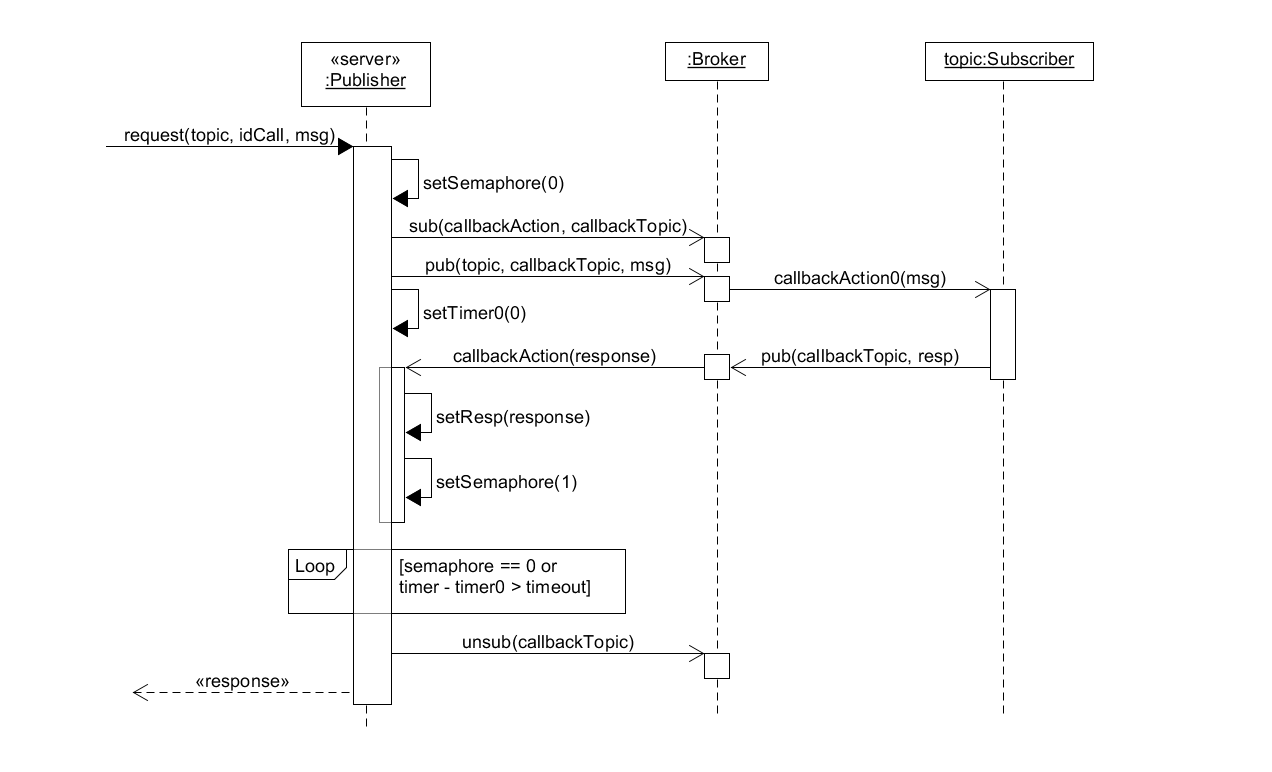 «server»
:Publisher
:Broker
topic:Subscriber
request(topic, idCall, msg)
setSemaphore(0)
sub(callbackAction, callbackTopic)
pub(topic, callbackTopic, msg)
callbackAction0(msg)
setTimer0(0)
callbackAction(response)
pub(callbackTopic, resp)
setResp(response)
setSemaphore(1)
Loop
[semaphore == 0 or
timer - timer0 > timeout]
unsub(callbackTopic)
«response»